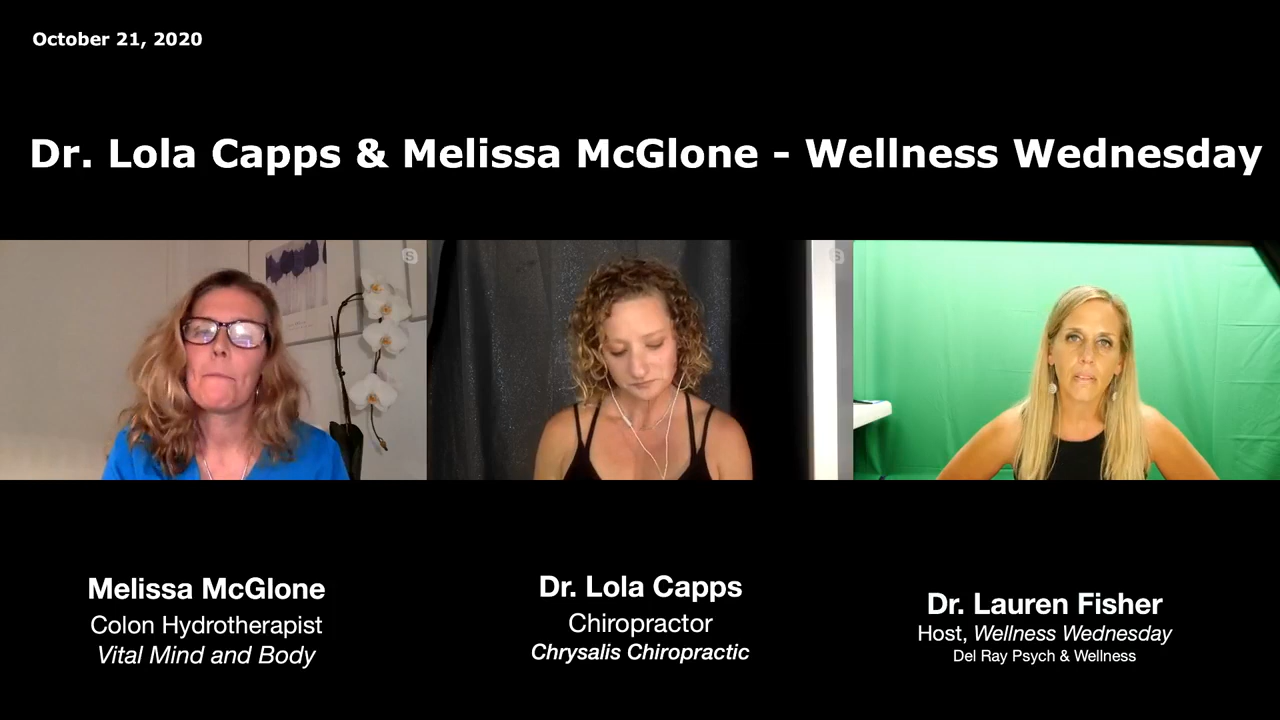 October 21, 2020
Dr. Lola Capps & Melissa McGlone - Wellness Wednesday
Melissa McGlone
Colon Hydrotherapist
Vital Mind and Body
Dr. Lola Capps
Chiropractor
Chrysalis Chiropractic
Dr. Lauren Fisher
Host, Wellness Wednesday
Del Ray Psych & Wellness